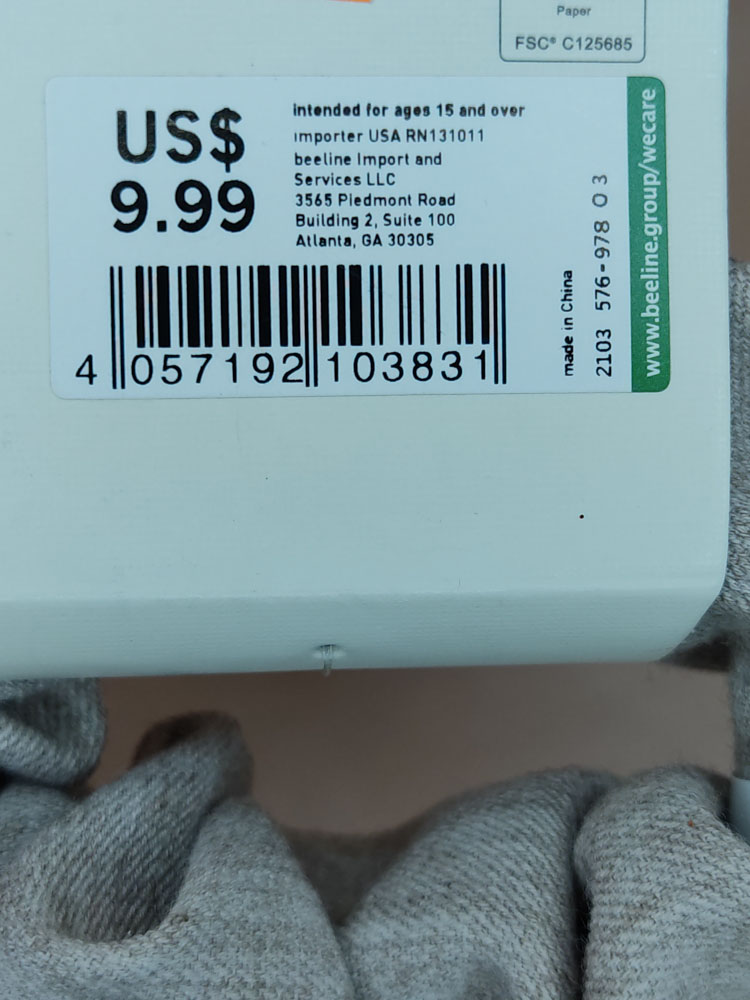 Paper
FSC® C125685
US$
9.99
intended for ages 15 and over
importer USA RN131011
beeline Import and
Services LLC
3565 Piedmont Road
Building 2, Suite 100
Atlanta, GA 30305
4 057192 103831
made in China
2103 576-978 03
www.beeline.group/wecare